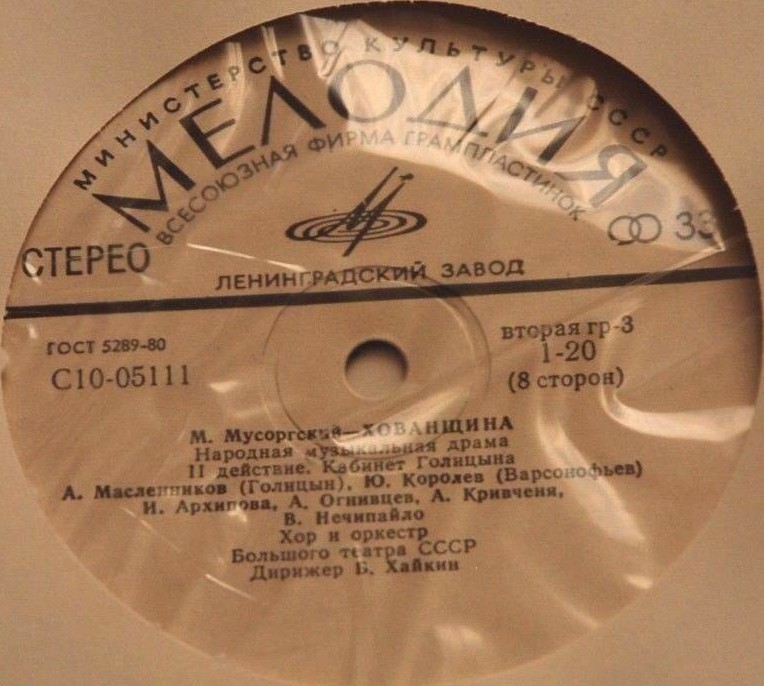 МИНИСТЕРСТВО КУЛЬТУРЫ СССР
МЕЛОДИЯ
ВСЕСОЮЗНАЯ ФИРМА ГРАМПЛАСТИНОК
СТЕРЕО
33
ЛЕНИНГРАДСКИЙ ЗАВОД
ГОСТ 5289-80
С10-05111
вторая гр-3
1-20
(8 сторон)
М. Мусоргский—ХОВАНЩИНА
Народная музыкальная драма
II действие. Кабинет Голицына
А. Масленников (Голицын), Ю. Королев (Варсонофьев)
И. Архипова, А. Огнивцев, А. Кривченя,
В. Нечипайло
Хор и оркестр
Большого театра СССР
Дирижер Б. Хайкин